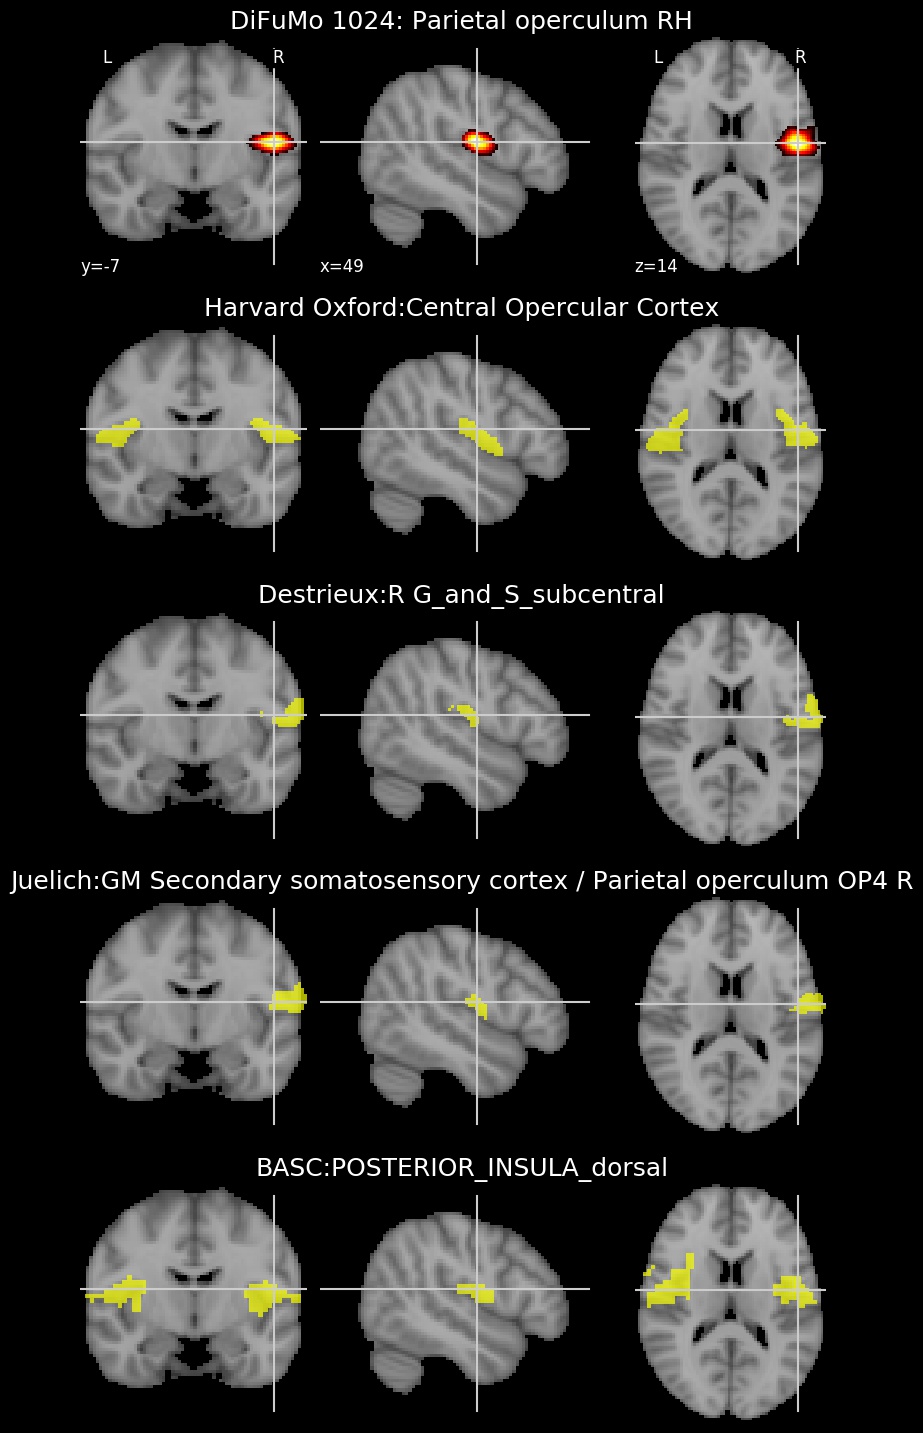 DiFuMo 1024: Parietal operculum RH
L R L R
y=-7 x=49 z=14
Harvard Oxford:Central Opercular Cortex
Destrieux:R G_and_S_subcentral
Juelich:GM Secondary somatosensory cortex / Parietal operculum OP4 R
BASC:POSTERIOR_INSULA_dorsal